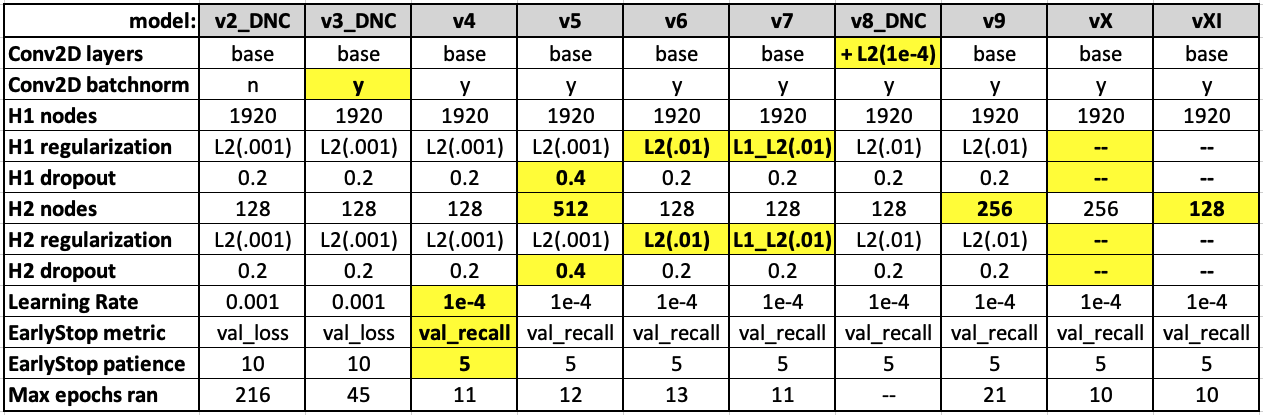 model: v2_DNC v3_DNC v4 v5 v6 v7 v8_DNC v9 vX vXI
Conv2D layers base base base base base base + L2(1e-4) base base base
Conv2D batchnorm n y y y y y y y y y
H1 nodes 1920 1920 1920 1920 1920 1920 1920 1920 1920 1920
H1 regularization L2(.001) L2(.001) L2(.001) L2(.001) L2(.01) L1_L2(.01) L2(.01) L2(.01) -- --
H1 dropout 0.2 0.2 0.2 0.4 0.2 0.2 0.2 0.2 -- --
H2 nodes 128 128 128 512 128 128 128 256 256 128
H2 regularization L2(.001) L2(.001) L2(.001) L2(.001) L2(.01) L1_L2(.01) L2(.01) L2(.01) -- --
H2 dropout 0.2 0.2 0.2 0.4 0.2 0.2 0.2 0.2 -- --
Learning Rate 0.001 0.001 1e-4 1e-4 1e-4 1e-4 1e-4 1e-4 1e-4 1e-4
EarlyStop metric val_loss val_loss val_recall val_recall val_recall val_recall val_recall val_recall val_recall val_recall
EarlyStop patience 10 10 5 5 5 5 5 5 5 5
Max epochs ran 216 45 11 12 13 11 -- 21 10 10